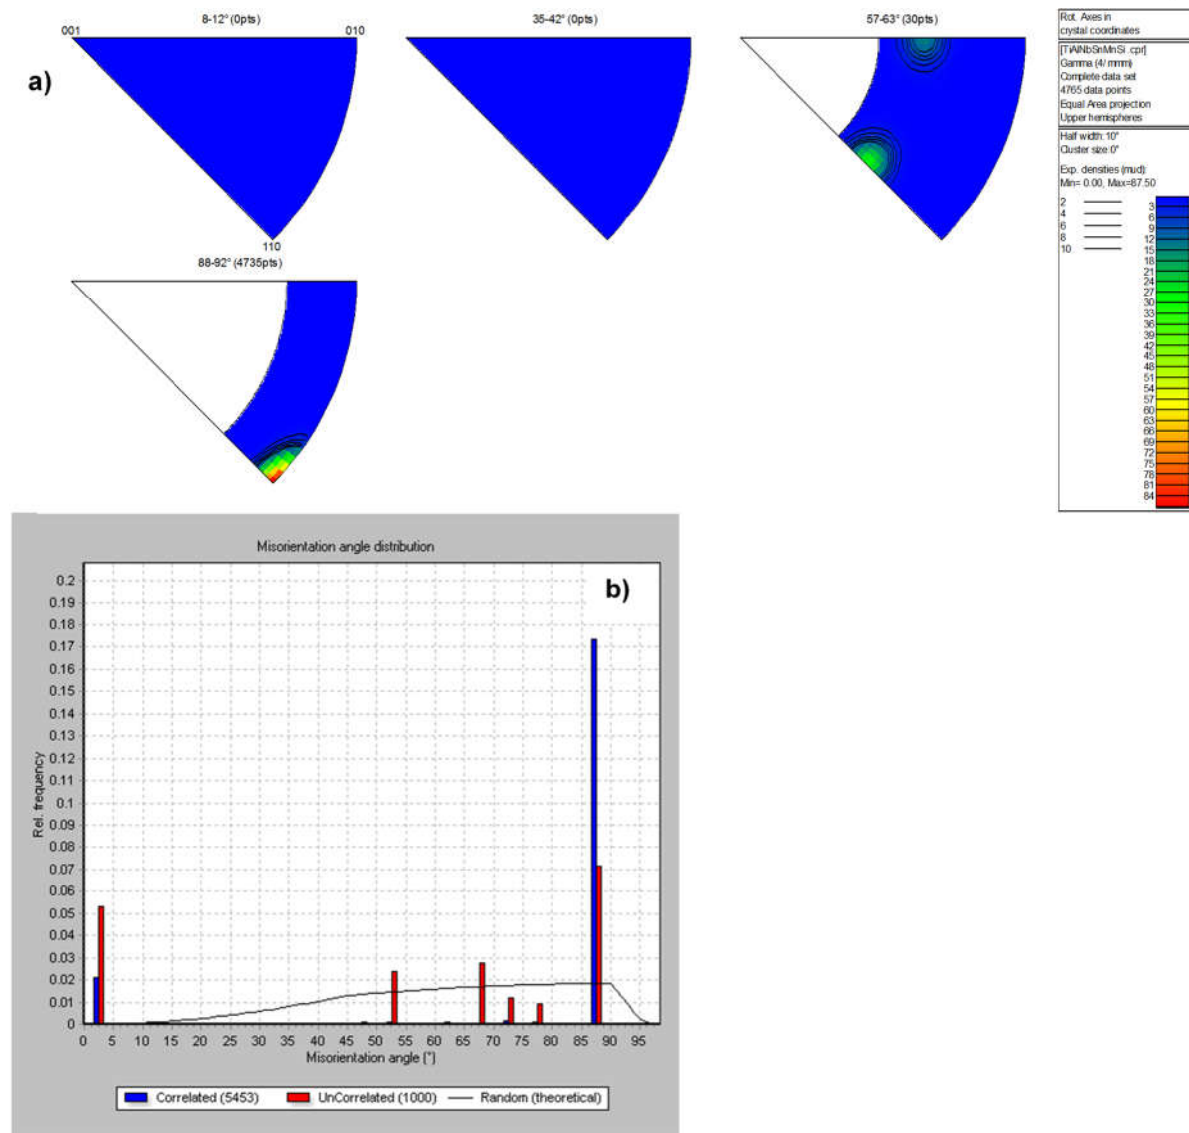 8-12° (0pts)
35-42° (0pts)
57-63° (30pts)
001
010
a)
110
88-92° (4735pts)
Rot. Axes in
crystal coordinates
[TiAlNbSnMnSi .cpr]
Gamma (4/ mmm)
Complete data set
4765 data points
Equal Area projection
Upper hemispheres
Half width:10°
Cluster size:0°
Exp. densities (mud):
Min= 0.00, Max=87.50
2
4
6
8
10
3
6
9
12
15
18
21
24
27
30
33
36
39
42
45
48
51
54
57
60
63
66
69
72
75
78
81
84
Misorientation angle distribution
b)
0.2
0.19
0.18
0.17
0.16
0.15
0.14
0.13
0.12
0.11
0.1
0.09
0.08
0.07
0.06
0.05
0.04
0.03
0.02
0.01
0
Rel. frequency
0 5 10 15 20 25 30 35 40 45 50 55 60 65 70 75 80 85 90 95
Misorientation angle (°)
Correlated (5453) UnCorrelated (1000) Random (theoretical)